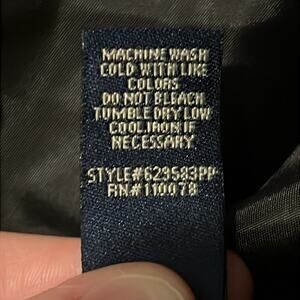 MACHINE WASH
COLD WITH LIKE
COLORS
DO NOT BLEACH
TUMBLE DRY LOW
COOL IRON IF
NECESSARY
STYLE#629583PP
RN#110078